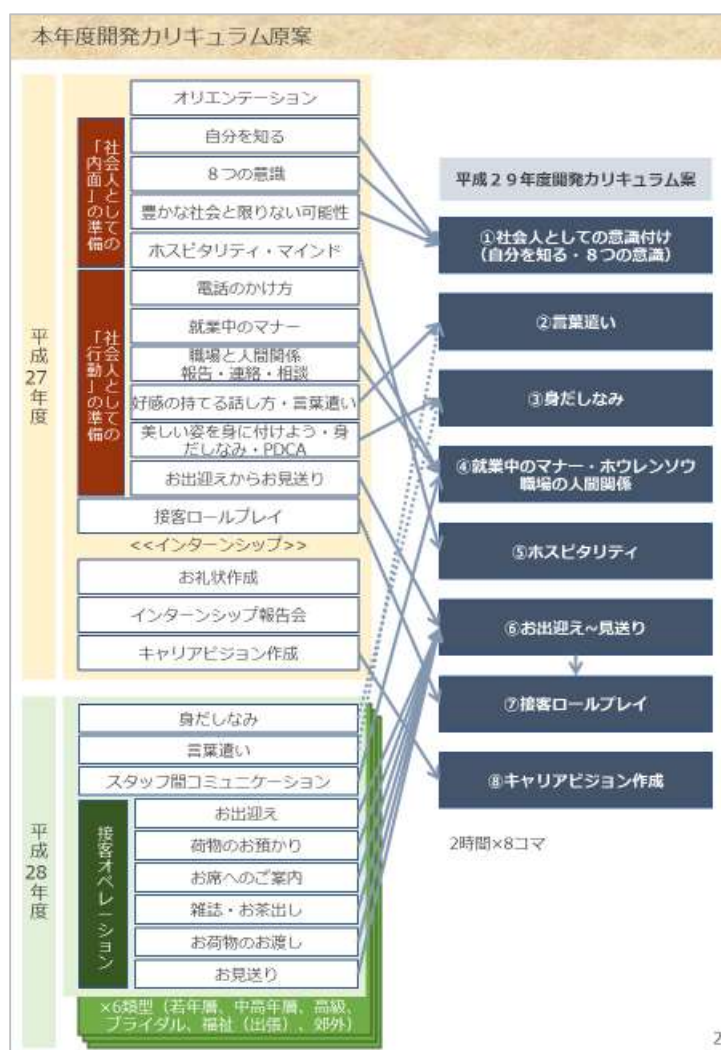 本年度開発カリキュラム原案
平成27年度
オリエンテーション
社会人としての
「内面」の準備
自分を知る
８つの意識
豊かな社会と限りない可能性
ホスピタリティ・マインド
社会人としての
「行動」の準備
電話のかけ方
就業中のマナー
職場と人間関係
報告・連絡・相談
好感の持てる話し方・言葉遣い
美しい姿を身に付けよう・身
だしなみ・PDCA
お出迎えからお見送り
接客ロールプレイ
<<インターンシップ>>
お礼状作成
インターンシップ報告会
キャリアビジョン作成
平成28年度
身だしなみ
言葉遣い
スタッフ間コミュニケーション
接客オペレーション
お出迎え
荷物のお預かり
お席へのご案内
雑誌・お茶出し
お荷物のお渡し
お見送り
×6類型（若年層、中高年層、高級、
ブライダル、福祉（出張）、郊外）
平成２９年度開発カリキュラム案
①社会人としての意識付け
（自分を知る・８つの意識）
②言葉遣い
③身だしなみ
④就業中のマナー・ホウレンソウ
職場の人間関係
⑤ホスピタリティ
⑥お出迎え~見送り
⑦接客ロールプレイ
⑧キャリアビジョン作成
2時間×8コマ
2